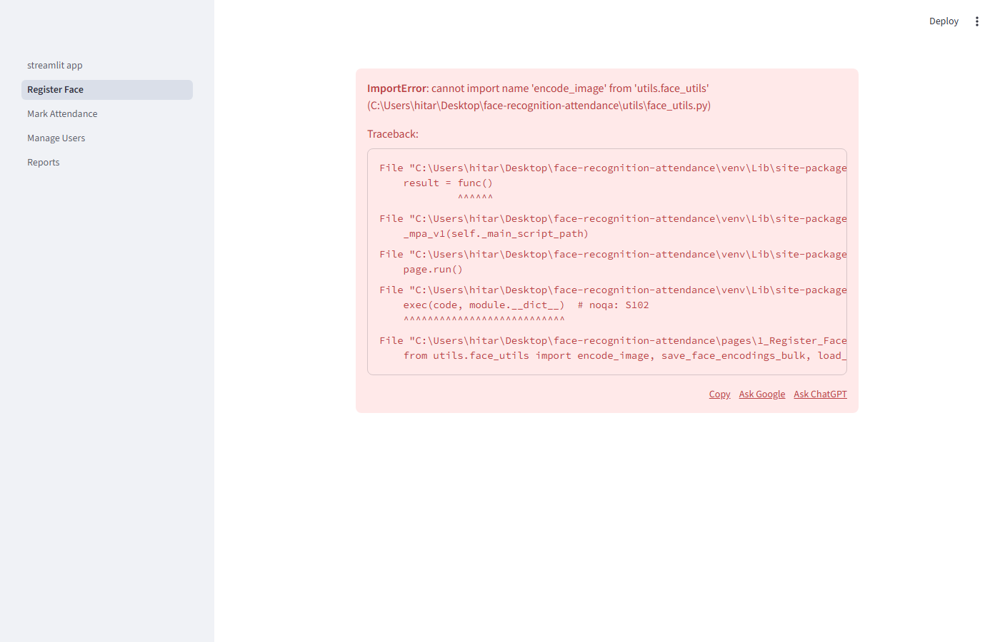 Deploy
streamlit app
Register Face
Mark Attendance
Manage Users
Reports
ImportError: cannot import name 'encode_image' from 'utils.face_utils'
(C:\Users\hitar\Desktop\face-recognition-attendance\utils\face_utils.py)
Traceback:
File "C:\Users\hitar\Desktop\face-recognition-attendance\venv\Lib\site-package
result = func()
^^^^^^
File "C:\Users\hitar\Desktop\face-recognition-attendance\venv\Lib\site-package
_mpa_v1(self._main_script_path)
File "C:\Users\hitar\Desktop\face-recognition-attendance\venv\Lib\site-package
page.run()
File "C:\Users\hitar\Desktop\face-recognition-attendance\venv\Lib\site-package
exec(code, module.__dict__)  # noqa: S102
^^^^^^^^^^^^^^^^^^^^^^^^^^^
File "C:\Users\hitar\Desktop\face-recognition-attendance\pages\1_Register_Face
from utils.face_utils import encode_image, save_face_encodings_bulk, load_
Copy Ask Google Ask ChatGPT